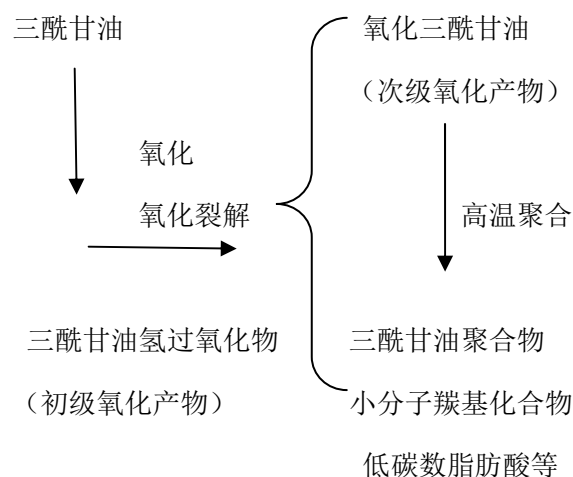 三酰甘油
氧化
氧化裂解
三酰甘油氢过氧化物
（初级氧化产物）
氧化三酰甘油
（次级氧化产物）
高温聚合
三酰甘油聚合物
小分子羰基化合物
低碳数脂肪酸等